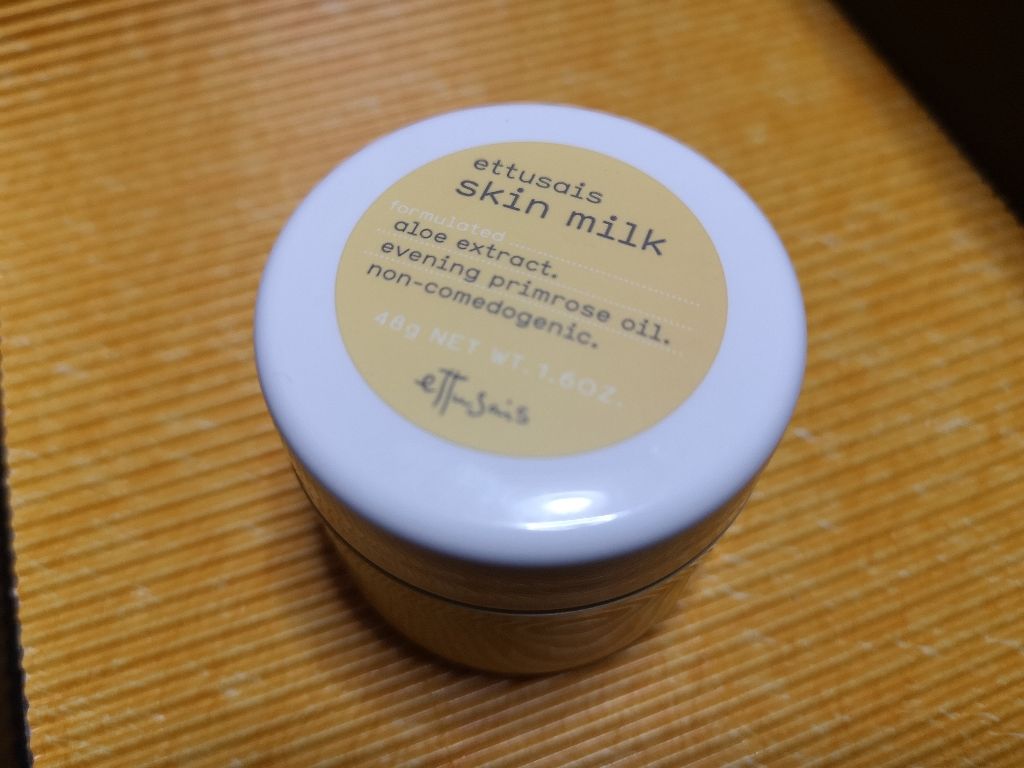 ettusais
skin milk
formulated
aloe extract.
evening primrose oil.
non-comedogenic.
48g NET WT. 1.6OZ.
ettusais